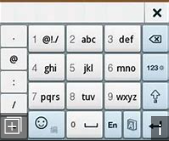 .
1 @!./ 2 abc 3 def
@
4 ghi 5 jkl 6 mno 123
:
7 pqrs 8 tuv 9 wxyz
/
0 En